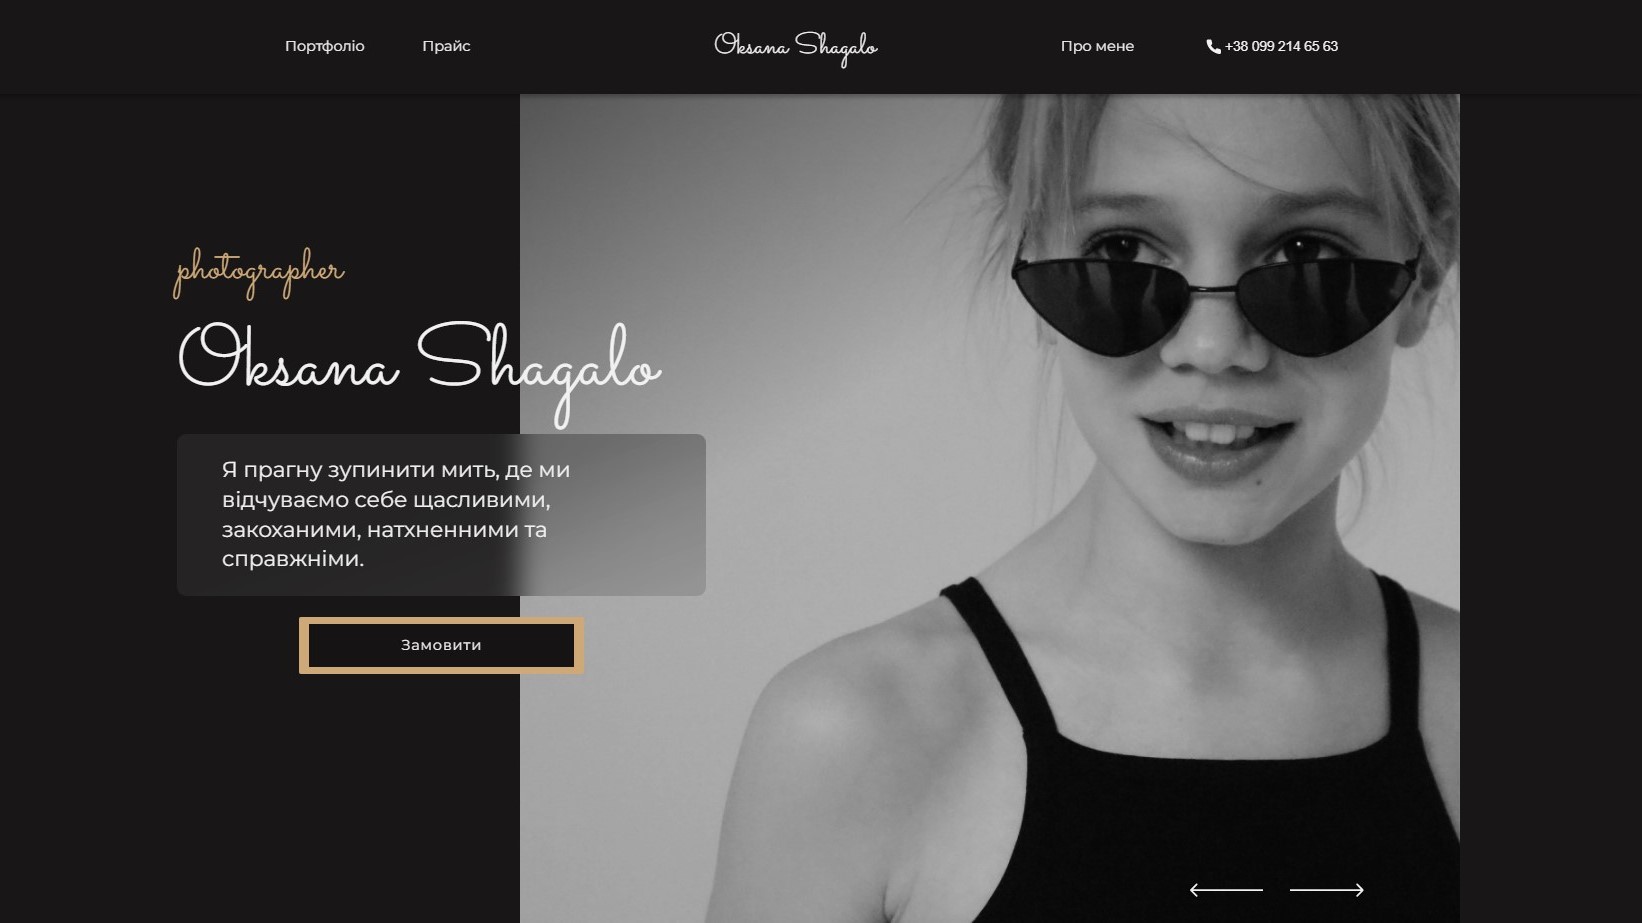 Портфоліо
Прайс
Oksana Shagalo
Про мене
+38 099 214 65 63
photographer
Oksana Shagalo
Я прагну зупинити мить, де ми
відчуваємо себе щасливими,
закоханими, натхненними та
справжніми.
Замовити